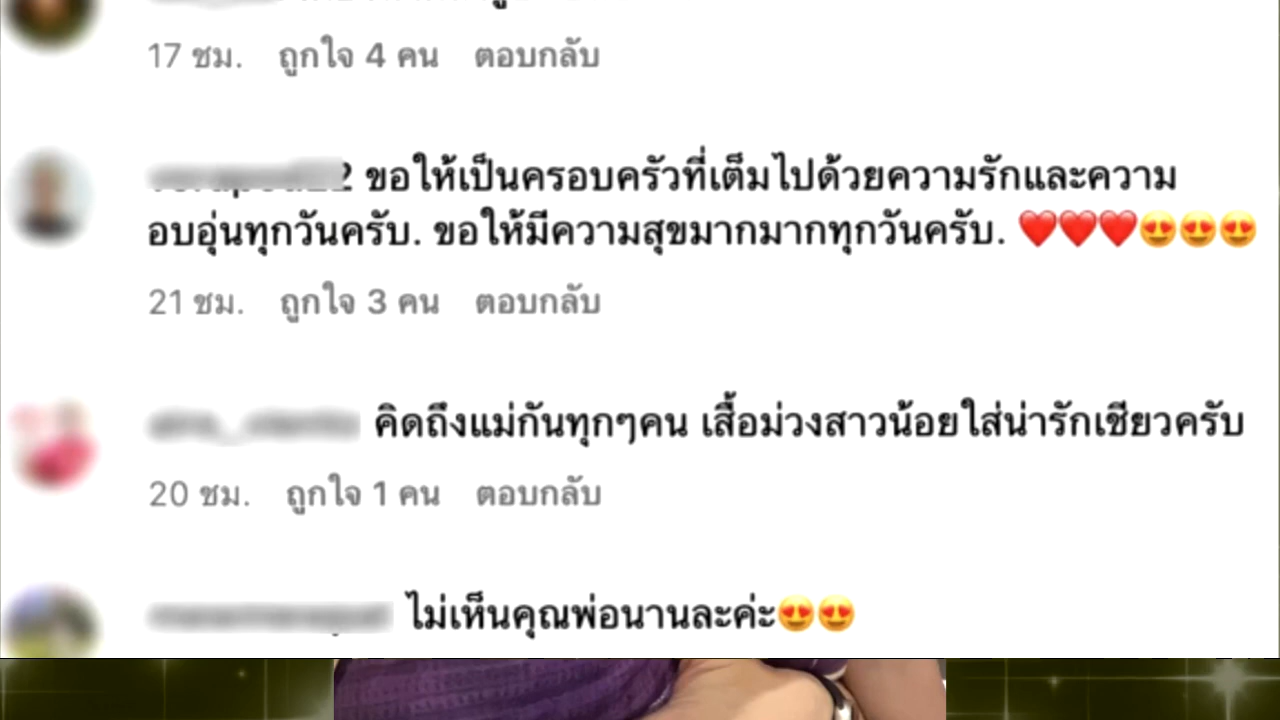 17 ชม. ถูกใจ 4 คน ตอบกลับ
ขอให้เป็นครอบครัวที่เต็มไปด้วยความรักและความ
อบอุ่นทุกวันครับ. ขอให้มีความสุขมากมากทุกวันครับ. ❤️❤️❤️😍😍😍
21 ชม. ถูกใจ 3 คน ตอบกลับ
คิดถึงแม่กันทุกๆคน เสื้อม่วงสาวน้อยใส่น่ารักเชียวครับ
20 ชม. ถูกใจ 1 คน ตอบกลับ
ไม่เห็นคุณพ่อนานละค่ะ😍😍